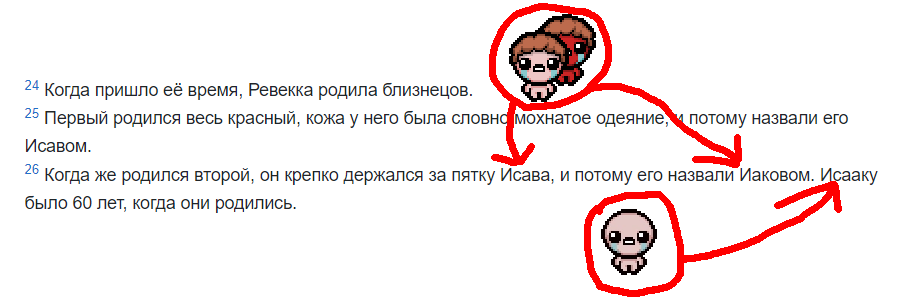 24 Когда пришло её время, Ревекка родила близнецов.
25 Первый родился весь красный, кожа у него была словно мохнатое одеяние, и потому назвали его
Исавом.
26 Когда же родился второй, он крепко держался за пятку Исава, и потому его назвали Иаковом. Исааку
было 60 лет, когда они родились.